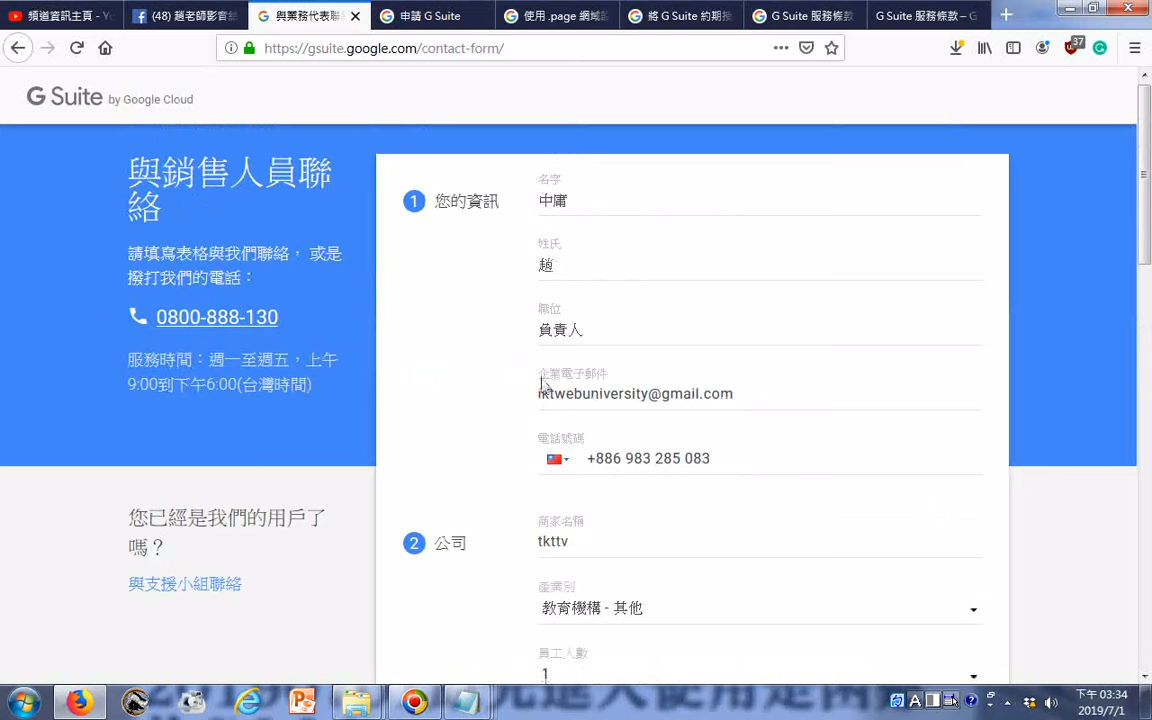 頻道資訊主頁 - Yo
(48) 趙老師影音線
與業務代表聯
申請 G Suite
使用 .page 網域
將 G Suite 約期
G Suite 服務條款
G Suite 服務條款 – G
https://gsuite.google.com/contact-form/
37
G Suite by Google Cloud
與銷售人員聯
絡
請填寫表格與我們聯絡， 或是
撥打我們的電話：
0800-888-130
服務時間：週一至週五，上午
9:00到下午6:00(台灣時間)
您已經是我們的用戶了
嗎？
與支援小組聯絡
1 您的資訊
名字
中庸
姓氏
趙
職位
負責人
企業電子郵件
webuniversity@gmail.com
電話號碼
+886 983 285 083
2 公司
商家名稱
tkttv
產業別
教育機構 - 其他
員工人數
1
下午 03:34
2019/7/1